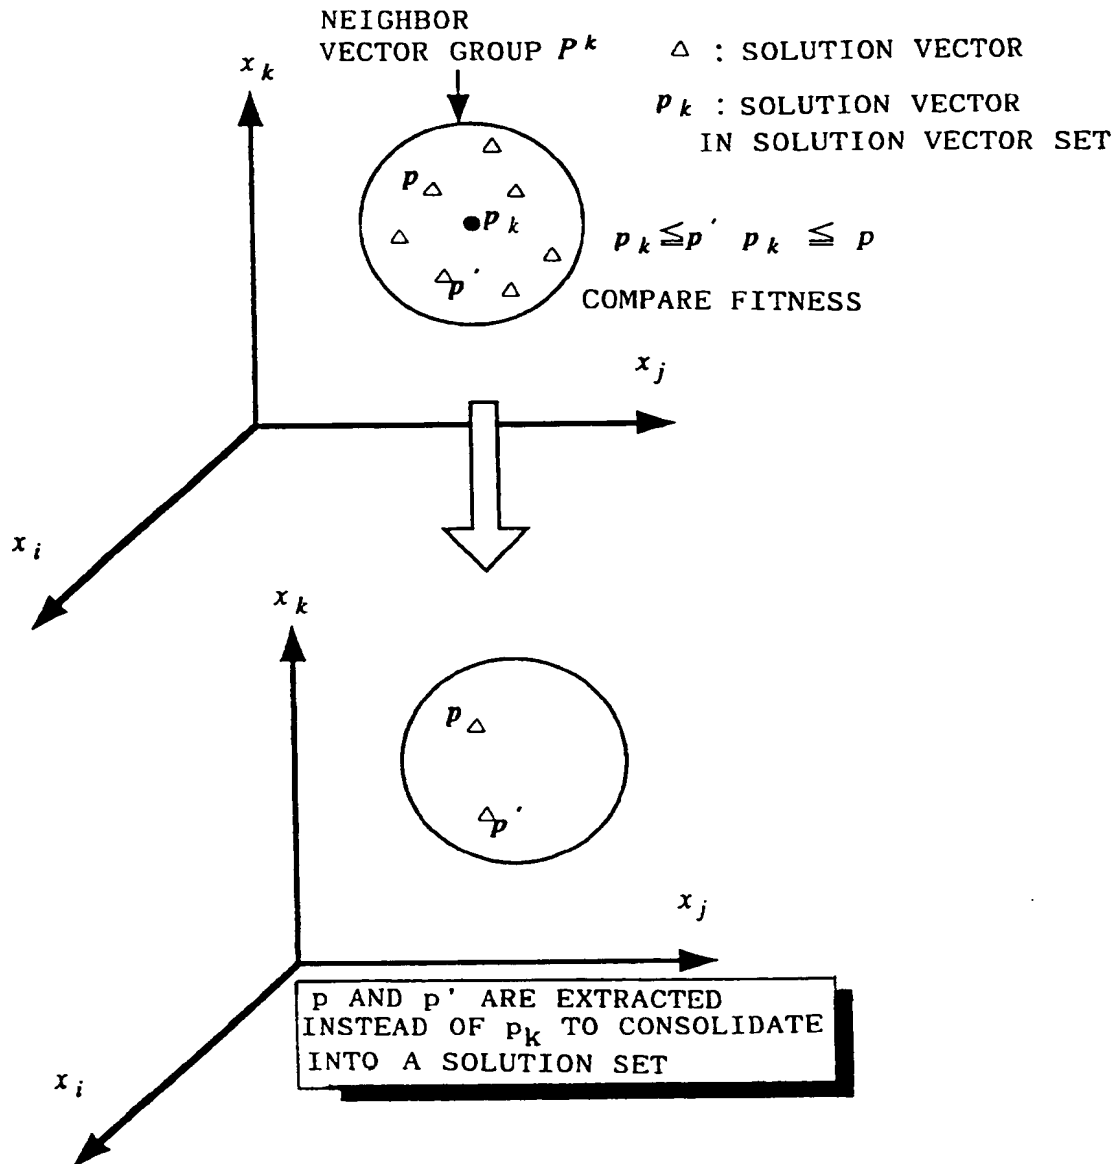 NEIGHBOR
VECTOR GROUP P^k
△ : SOLUTION VECTOR
p_k : SOLUTION VECTOR
IN SOLUTION VECTOR SET
x_k
p
p_k
p'
p_k ≦ p' p_k ≦ p
COMPARE FITNESS
x_j
x_i
x_k
p
p'
x_j
p AND p' ARE EXTRACTED
INSTEAD OF p_k TO CONSOLIDATE
INTO A SOLUTION SET
x_i